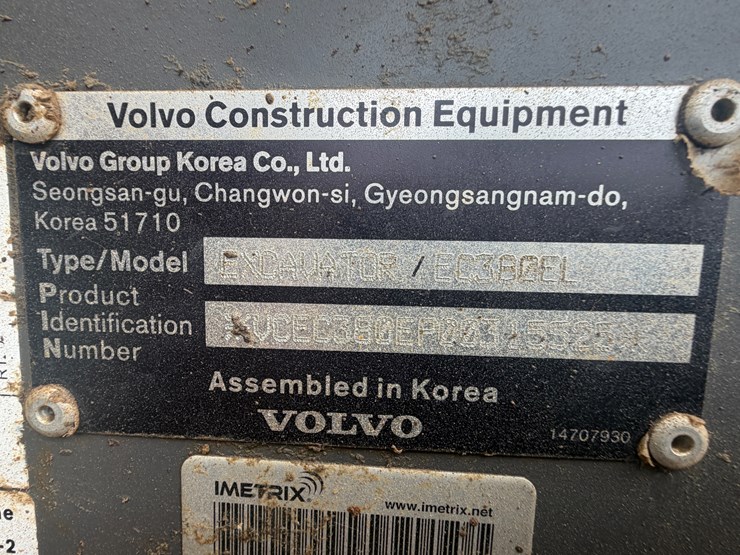 Volvo Construction Equipment
Volvo Group Korea Co., Ltd.
Seongsan-gu, Changwon-si, Gyeongsangnam-do,
Korea 51710
Type/Model EXCAVATOR / EC380EL
Product
Identification
Number
Assembled in Korea
VOLVO
14707930
IMETRIX
www.imetrix.net
-2